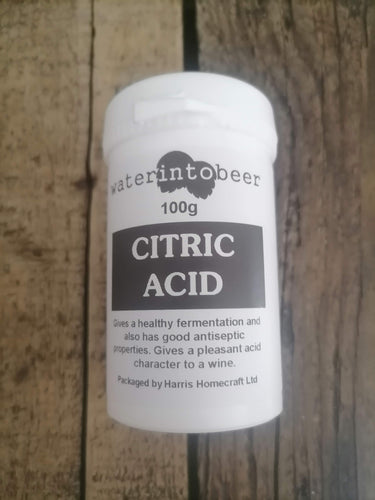 waterintobeer
100g
CITRIC
ACID
Gives a healthy fermentation and
also has good antiseptic
properties. Gives a pleasant acid
character to a wine.
Packaged by Harris Homecraft Ltd